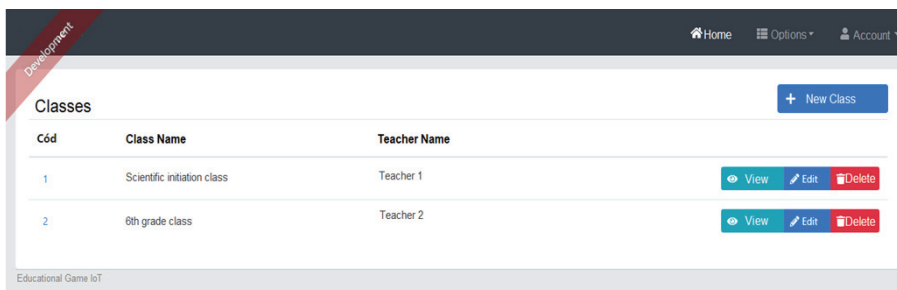 Development
Home Options Account
Classes
+ New Class
Cód Class Name Teacher Name
1 Scientific initiation class Teacher 1 View Edit Delete
2 6th grade class Teacher 2 View Edit Delete
Educational Game IoT